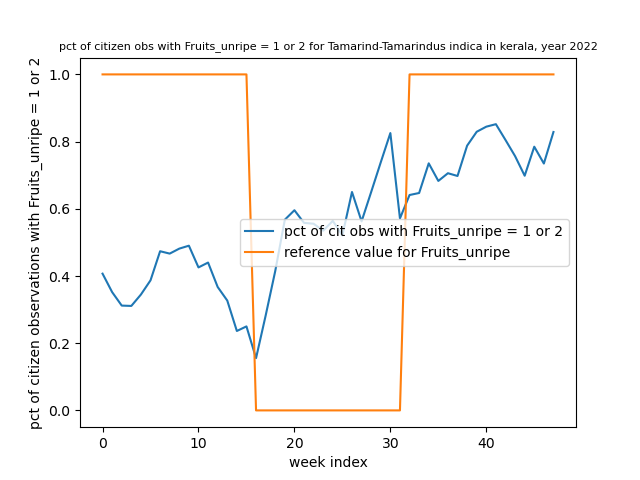 pct of citizen obs with Fruits_unripe = 1 or 2 for Tamarind-Tamarindus indica in kerala, year 2022
pct of citizen observations with Fruits_unripe = 1 or 2
1.0
0.8
0.6
0.4
0.2
0.0
pct of cit obs with Fruits_unripe = 1 or 2
reference value for Fruits_unripe
0 10 20 30 40
week index